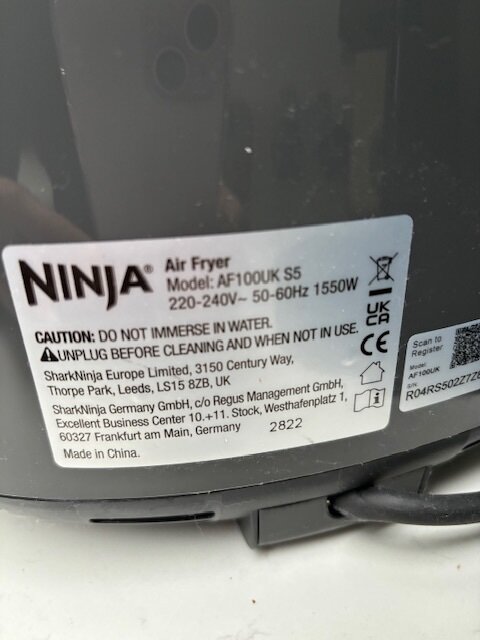 NINJA® Air Fryer
Model: AF100UK S5
220-240V~ 50-60Hz 1550W
CAUTION: DO NOT IMMERSE IN WATER.
UNPLUG BEFORE CLEANING AND WHEN NOT IN USE.
SharkNinja Europe Limited, 3150 Century Way,
Thorpe Park, Leeds, LS15 8ZB, UK
SharkNinja Germany GmbH, c/o Regus Management GmbH,
Excellent Business Center 10.+11. Stock, Westhafenplatz 1,
60327 Frankfurt am Main, Germany 2822
Made in China.
UK
CA
CE
Scan to
Register
Model:
AF100UK
S/N:
R04RS502Z7Z8